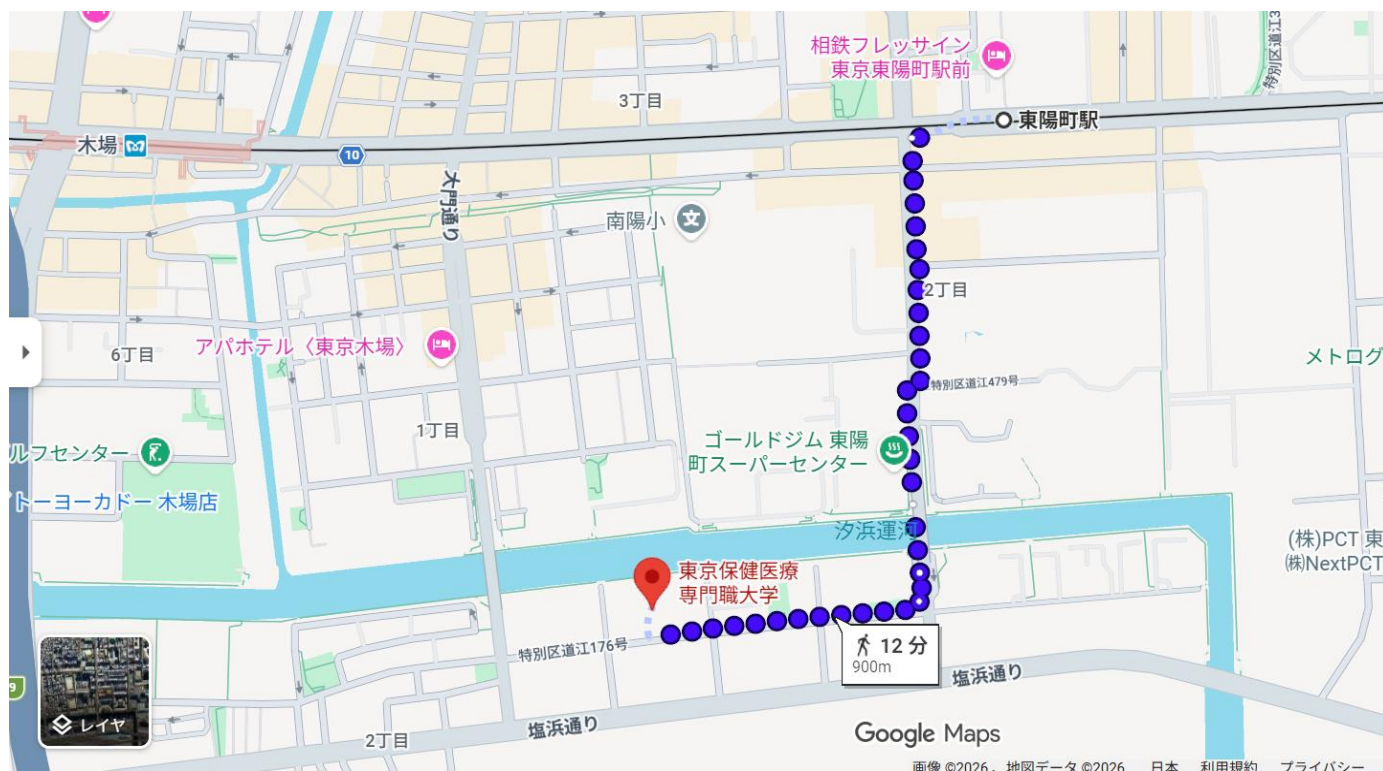 相鉄フレッサイン
東京東陽町駅前
特別区道江3
3丁目
東陽町駅
木場
10
大門通り
南陽小
2丁目
アパホテル〈東京木場〉
6丁目
メトログ
特別区道江479号
1丁目
ゴールドジム 東陽
町スーパーセンター
ルフセンター
イトーヨーカドー 木場店
汐浜運河
(株)PCT 東
(株)NextPCT
東京保健医療
専門職大学
特別区道江176号
12 分
900m
塩浜通り
9
レイヤ
塩浜通り
2丁目
Google Maps
画像 ©2026 、地図データ ©2026 日本 利用規約 プライバシー